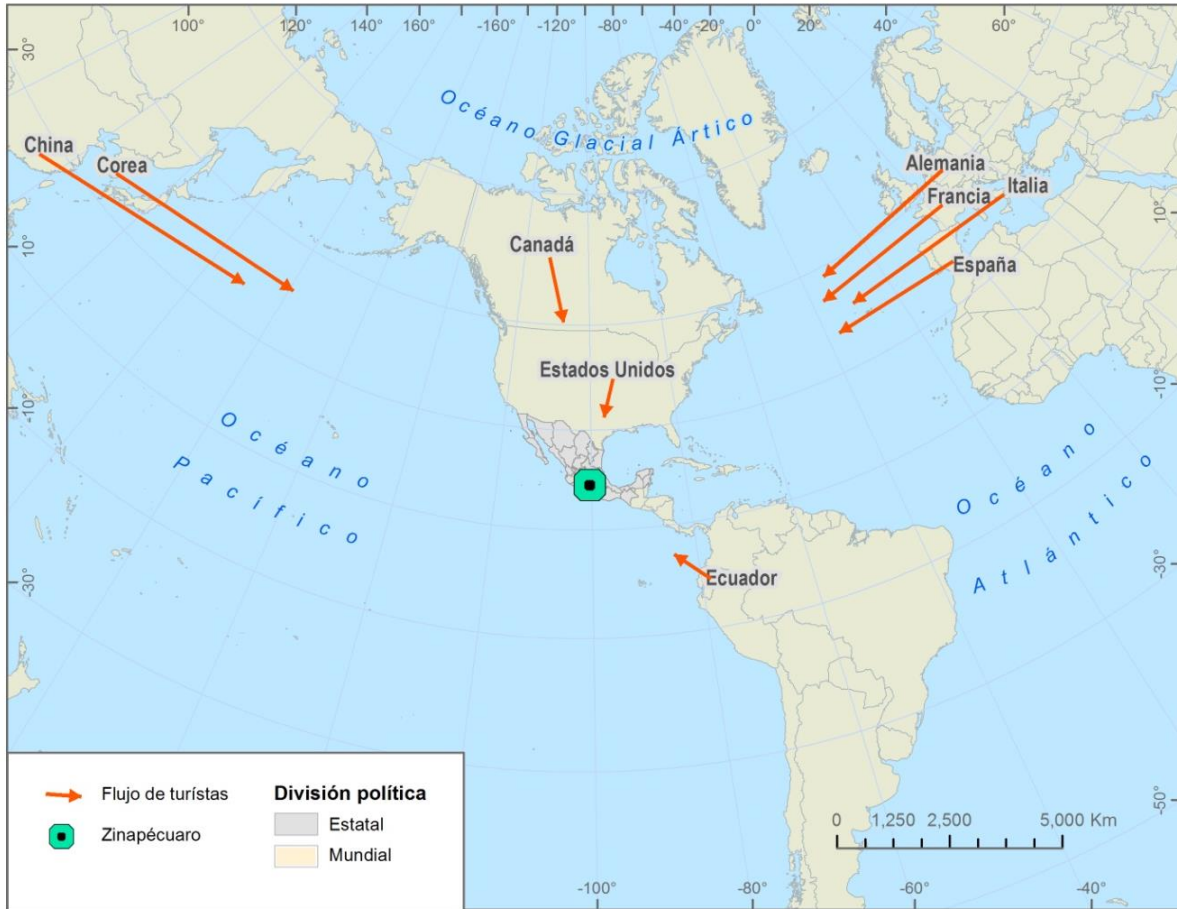 100° 120° 140° 160° 180° -160° -140° -120° -80° -60° -40° -20° 0° 20° 40° 60°
30°
10°
-10°
-30°
10°
-10°
-30°
-50°
Océano
Glacial Ártico
China
Corea
Alemania
Francia
Italia
España
Canadá
Estados Unidos
Océano
Pacífico
Océano
Atlántico
Ecuador
Flujo de turístas
Zinapécuaro
División política
Estatal
Mundial
0 1,250 2,500 5,000 Km
-100° -80° -60° -40°